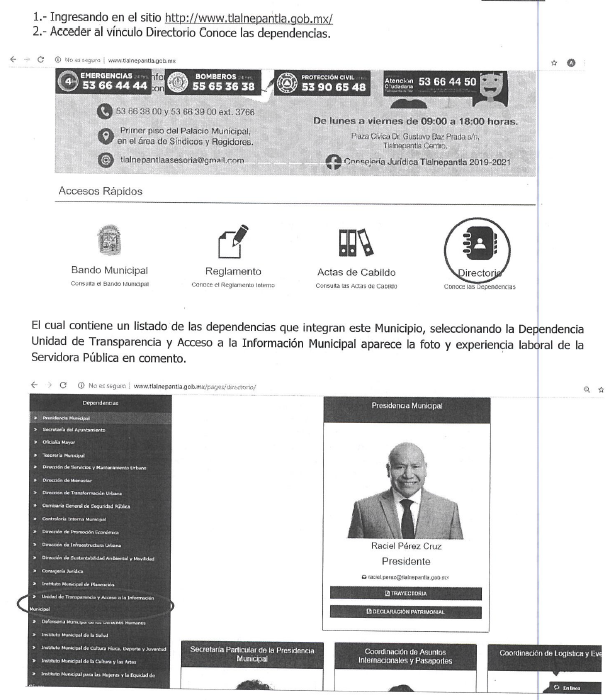 1.- Ingresando en el sitio http://www.tlalnepantla.gob.mx/
2.- Acceder al vínculo Directorio Conoce las dependencias.
No es seguro | www.tlalnepantla.gob.mx
EMERGENCIAS
53 66 44 44
BOMBEROS
55 65 36 38
PROTECCIÓN CIVIL
53 90 65 48
Atención Ciudadana
53 66 44 50
53 66 38 00 y 53 66 39 00 ext. 3766
Primer piso del Palacio Municipal,
en el área de Síndicos y Regidores.
tlalnepantlaasesoria@gmail.com
De lunes a viernes de 09:00 a 18:00 horas.
Plaza Cívica Dr. Gustavo Baz Prada s/n,
Tlalnepantla Centro.
Consejería Jurídica Tlalnepantla 2019-2021
Accesos Rápidos
Bando Municipal
Consulta el Bando Municipal
Reglamento
Conoce el Reglamento Interno
Actas de Cabildo
Consulta las Actas de Cabildo
Directorio
Conoce las Dependencias
El cual contiene un listado de las dependencias que integran este Municipio, seleccionando la Dependencia
Unidad de Transparencia y Acceso a la Información Municipal aparece la foto y experiencia laboral de la
Servidora Pública en comento.
No es seguro | www.tlalnepantla.gob.mx/pages/directorio/
Dependencias
Presidencia Municipal
Secretaría del Ayuntamiento
Oficialía Mayor
Tesorería Municipal
Dirección de Servicios y Mantenimiento Urbano
Dirección de Bienestar
Dirección de Transformación Urbana
Comisaría General de Seguridad Pública
Contraloría Interna Municipal
Dirección de Promoción Económica
Dirección de Infraestructura Urbana
Dirección de Sustentabilidad Ambiental y Movilidad
Consejería Jurídica
Instituto Municipal de Planeación
Unidad de Transparencia y Acceso a la Información
Municipal
Defensoría Municipal de los Derechos Humanos
Instituto Municipal de la Salud
Instituto Municipal de Cultura Física, Deporte y Juventud
Instituto Municipal de la Cultura y las Artes
Instituto Municipal para las Mujeres y la Equidad de
Presidencia Municipal
Raciel Pérez Cruz
Presidente
raciel.perez@tlalnepantla.gob.mx
TRAYECTORIA
DECLARACIÓN PATRIMONIAL
Secretaría Particular de la Presidencia
Municipal
Coordinación de Asuntos
Internacionales y Pasaportes
Coordinación de Logística y Eve
En línea